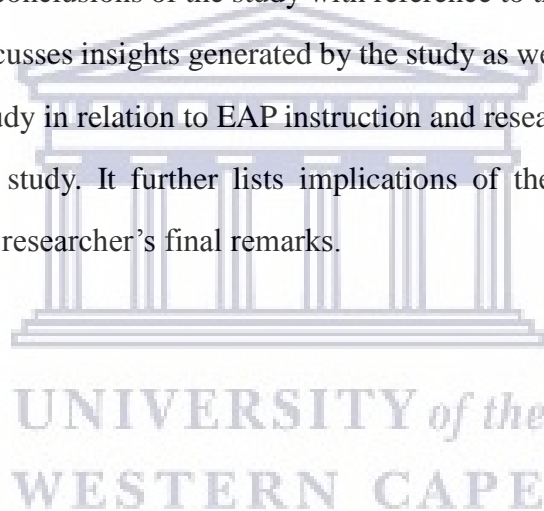 conclusions of the study with reference to
cusses insights generated by the study as we
dy in relation to EAP instruction and resea
study. It further lists implications of the
researcher's final remarks.
UNIVERSITY of the
WESTERN CAPE